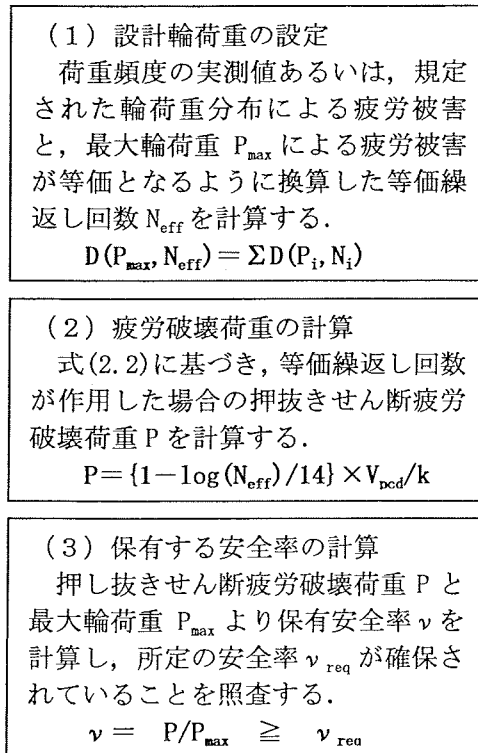 (1) 設計輪荷重の設定
荷重頻度の実測値あるいは，規定
された輪荷重分布による疲労被害
と，最大輪荷重 Pmax による疲労被害
が等価となるように換算した等価繰
返し回数 Neff を計算する．
D(Pmax, Neff)＝ΣD(Pi, Ni)
(2) 疲労破壊荷重の計算
式(2.2)に基づき，等価繰返し回数
が作用した場合の押抜きせん断疲労
破壊荷重 P を計算する．
P＝{1－log(Neff)/14}×Vpcd/k
(3) 保有する安全率の計算
押し抜きせん断疲労破壊荷重 P と
最大輪荷重 Pmax より保有安全率 ν を
計算し，所定の安全率 νreq が確保さ
れていることを照査する．
ν＝ P/Pmax ≧ νreq